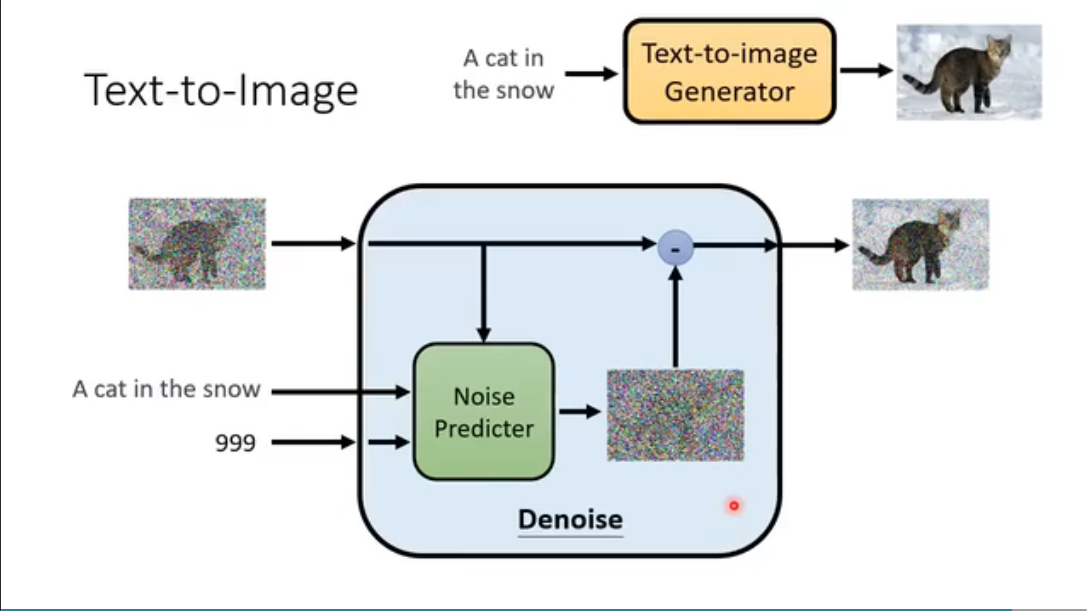 Text-to-Image
A cat in
the snow
Text-to-image
Generator
-
A cat in the snow
999
Noise
Predicter
Denoise